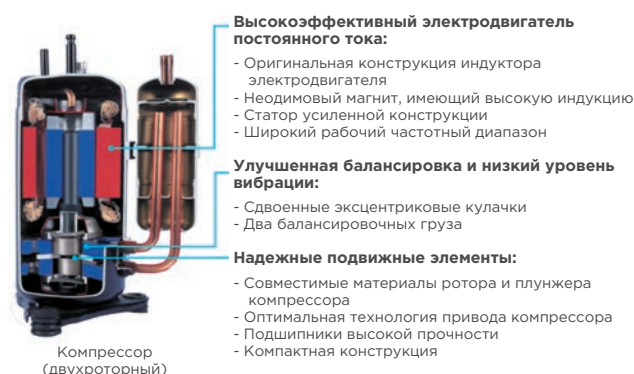 Высокоэффективный электродвигатель
постоянного тока:
- Оригинальная конструкция индуктора
электродвигателя
- Неодимовый магнит, имеющий высокую индукцию
- Статор усиленной конструкции
- Широкий рабочий частотный диапазон
Улучшенная балансировка и низкий уровень
вибрации:
- Сдвоенные эксцентриковые кулачки
- Два балансировочных груза
Надежные подвижные элементы:
- Совместимые материалы ротора и плунжера
компрессора
- Оптимальная технология привода компрессора
- Подшипники высокой прочности
- Компактная конструкция
Компрессор
(двухроторный)